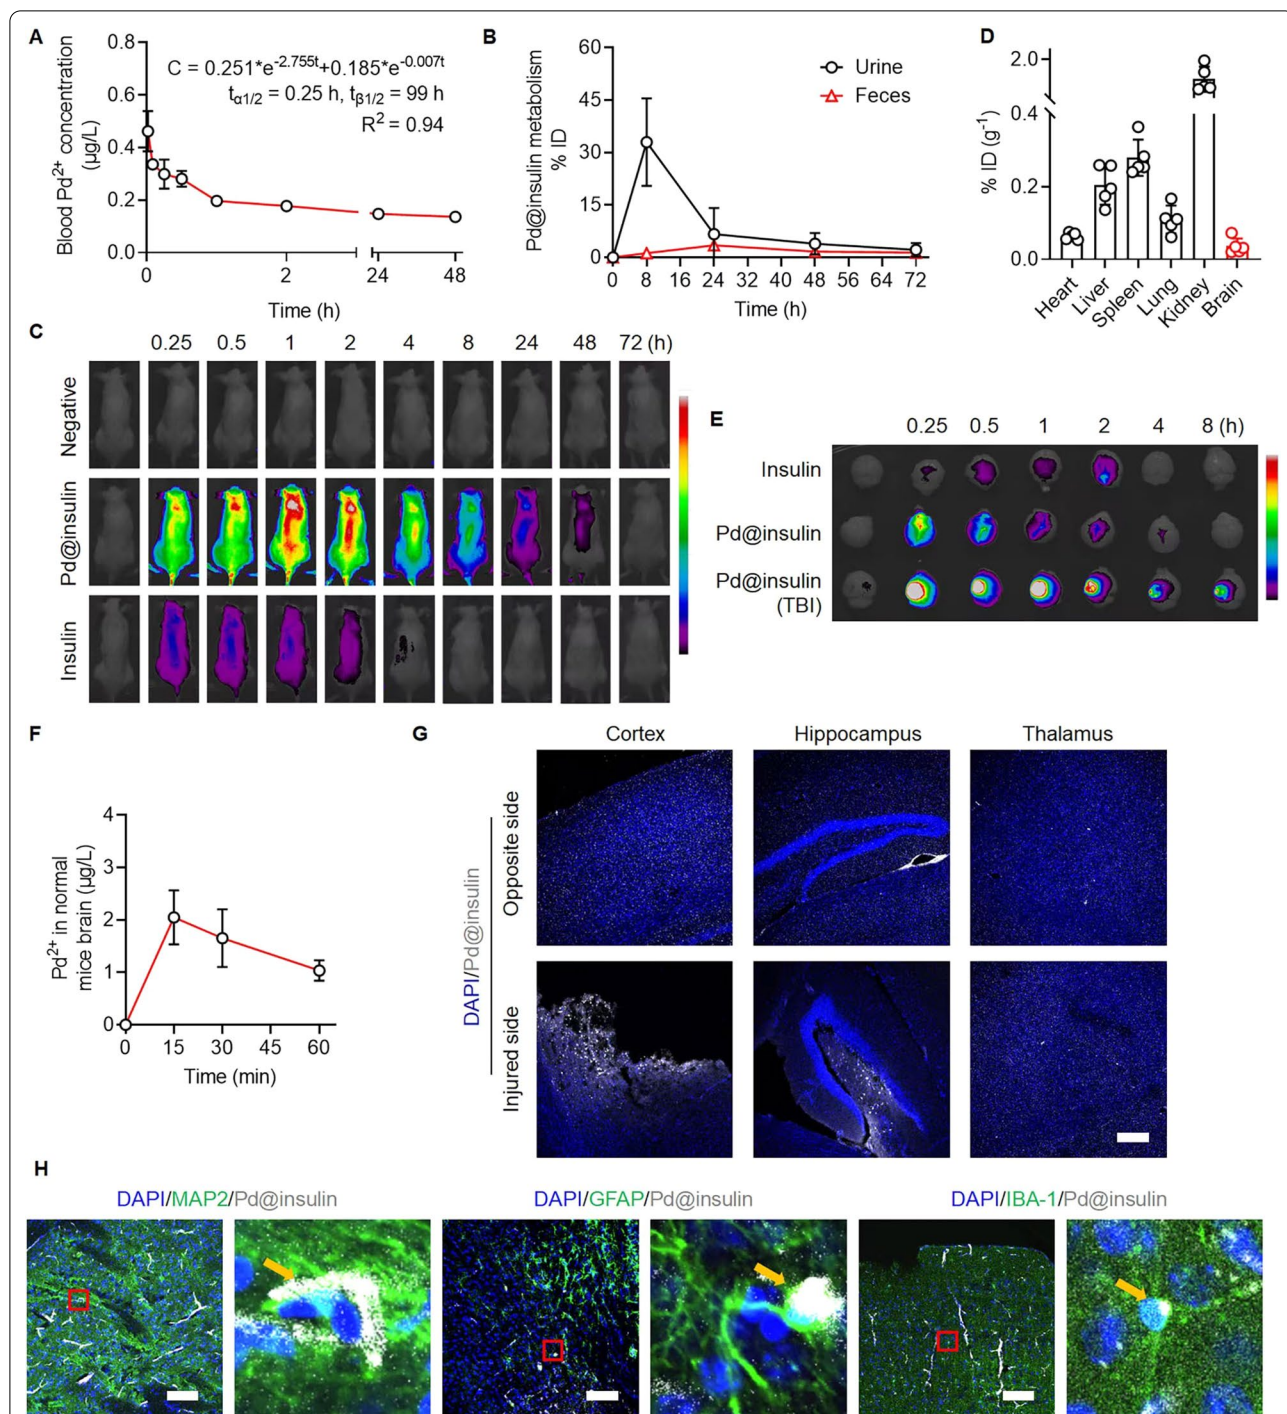 A
Blood Pd2+ concentration
(µg/L)
0.8
0.6
0.4
0.2
0.0
C = 0.251*e-2.755t+0.185*e-0.007t
tα1/2 = 0.25 h, tβ1/2 = 99 h
R2 = 0.94
0 2 24 48
Time (h)
B
Pd@insulin metabolism
% ID
60
45
30
15
0
Urine
Feces
0 8 16 24 32 40 48 56 64 72
Time (h)
D
% ID (g-1)
2.0
0.4
0.2
0.0
Heart
Liver
Spleen
Lung
Kidney
Brain
C
0.25 0.5 1 2 4 8 24 48 72 (h)
Negative
Pd@insulin
Insulin
E
0.25 0.5 1 2 4 8 (h)
Insulin
Pd@insulin
Pd@insulin
(TBI)
F
Pd2+ in normal
mice brain (µg/L)
4
3
2
1
0
0 15 30 45 60
Time (min)
G
Cortex Hippocampus Thalamus
DAPI/Pd@insulin
Opposite side
Injured side
H
DAPI/MAP2/Pd@insulin
DAPI/GFAP/Pd@insulin
DAPI/IBA-1/Pd@insulin